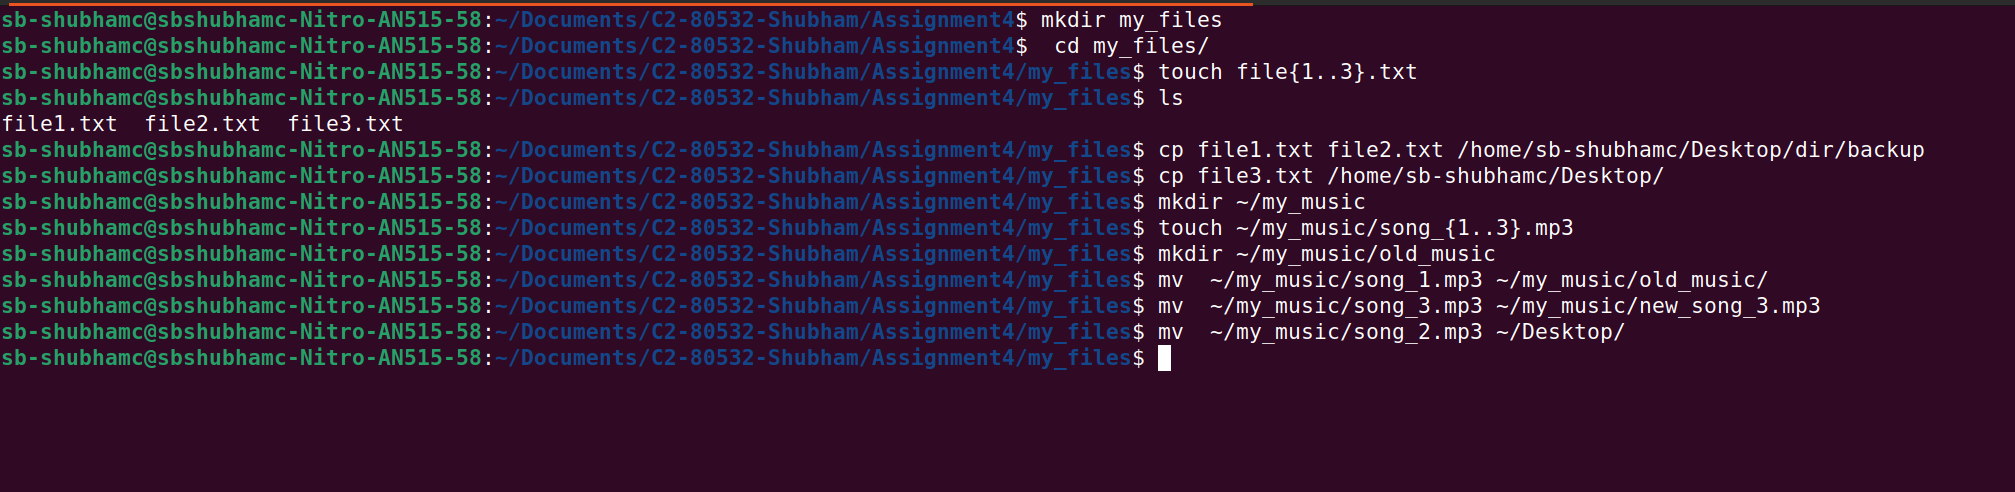 sb-shubhamc@sbshubhamc-Nitro-AN515-58:~/Documents/C2-80532-Shubham/Assignment4$ mkdir my_files
sb-shubhamc@sbshubhamc-Nitro-AN515-58:~/Documents/C2-80532-Shubham/Assignment4$  cd my_files/
sb-shubhamc@sbshubhamc-Nitro-AN515-58:~/Documents/C2-80532-Shubham/Assignment4/my_files$ touch file{1..3}.txt
sb-shubhamc@sbshubhamc-Nitro-AN515-58:~/Documents/C2-80532-Shubham/Assignment4/my_files$ ls
file1.txt  file2.txt  file3.txt
sb-shubhamc@sbshubhamc-Nitro-AN515-58:~/Documents/C2-80532-Shubham/Assignment4/my_files$ cp file1.txt file2.txt /home/sb-shubhamc/Desktop/dir/backup
sb-shubhamc@sbshubhamc-Nitro-AN515-58:~/Documents/C2-80532-Shubham/Assignment4/my_files$ cp file3.txt /home/sb-shubhamc/Desktop/
sb-shubhamc@sbshubhamc-Nitro-AN515-58:~/Documents/C2-80532-Shubham/Assignment4/my_files$ mkdir ~/my_music
sb-shubhamc@sbshubhamc-Nitro-AN515-58:~/Documents/C2-80532-Shubham/Assignment4/my_files$ touch ~/my_music/song_{1..3}.mp3
sb-shubhamc@sbshubhamc-Nitro-AN515-58:~/Documents/C2-80532-Shubham/Assignment4/my_files$ mkdir ~/my_music/old_music
sb-shubhamc@sbshubhamc-Nitro-AN515-58:~/Documents/C2-80532-Shubham/Assignment4/my_files$ mv  ~/my_music/song_1.mp3 ~/my_music/old_music/
sb-shubhamc@sbshubhamc-Nitro-AN515-58:~/Documents/C2-80532-Shubham/Assignment4/my_files$ mv  ~/my_music/song_3.mp3 ~/my_music/new_song_3.mp3
sb-shubhamc@sbshubhamc-Nitro-AN515-58:~/Documents/C2-80532-Shubham/Assignment4/my_files$ mv  ~/my_music/song_2.mp3 ~/Desktop/
sb-shubhamc@sbshubhamc-Nitro-AN515-58:~/Documents/C2-80532-Shubham/Assignment4/my_files$